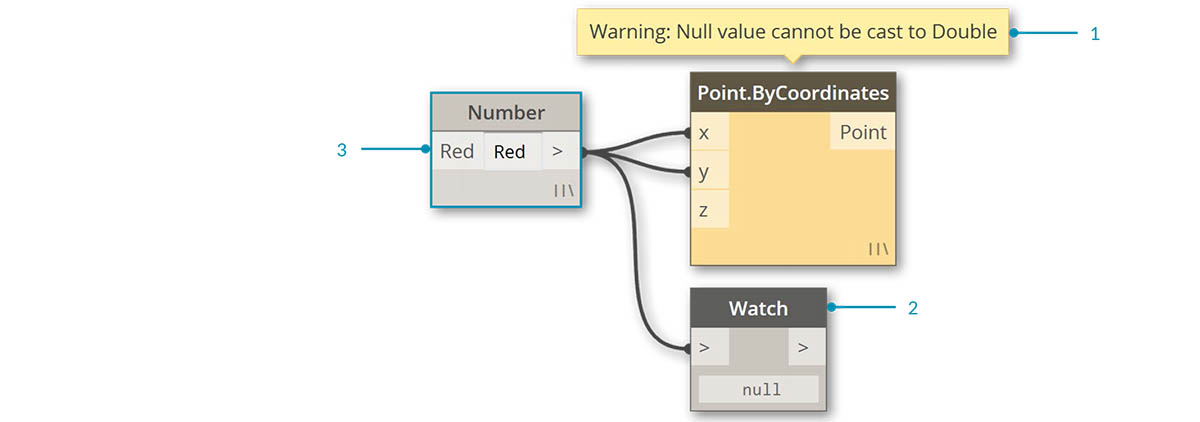 Warning: Null value cannot be cast to Double
1
Point.ByCoordinates
Number
x
Point
3
Red
Red
>
y
z
Watch
2
>
>
null